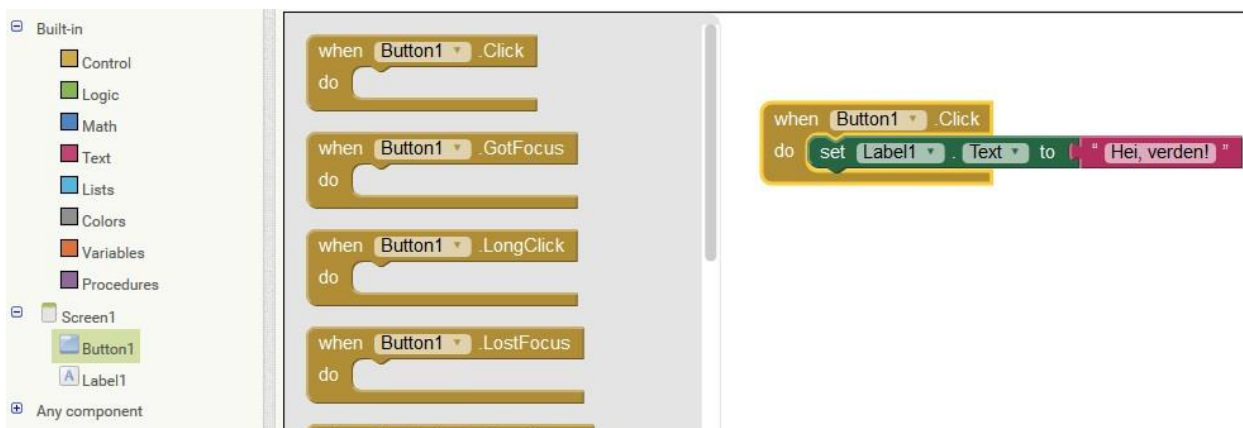 Built-in
Control
Logic
Math
Text
Lists
Colors
Variables
Procedures
Screen1
Button1
A Label1
Any component
when Button1 .Click
do
when Button1 .GotFocus
do
when Button1 .LongClick
do
when Button1 .LostFocus
do
when Button1 .Click
do set Label1 . Text to " Hei, verden! "